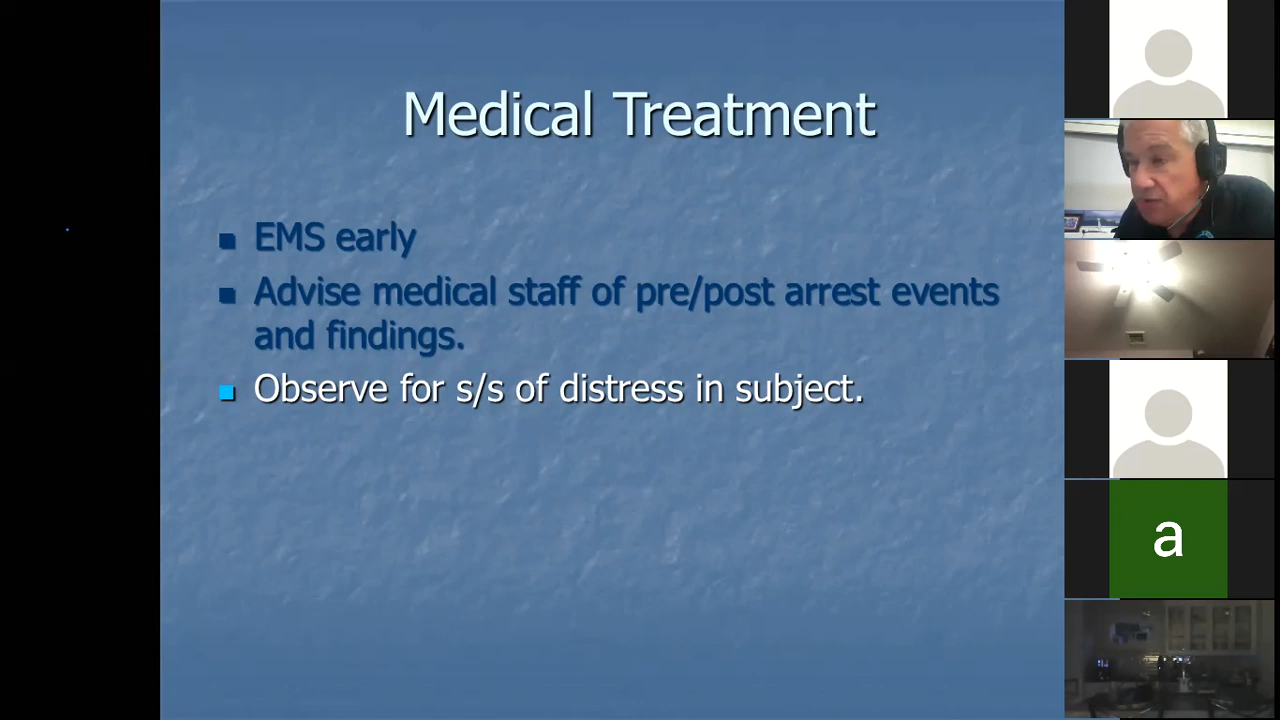 Medical Treatment
EMS early
Advise medical staff of pre/post arrest events
and findings.
Observe for s/s of distress in subject.
a